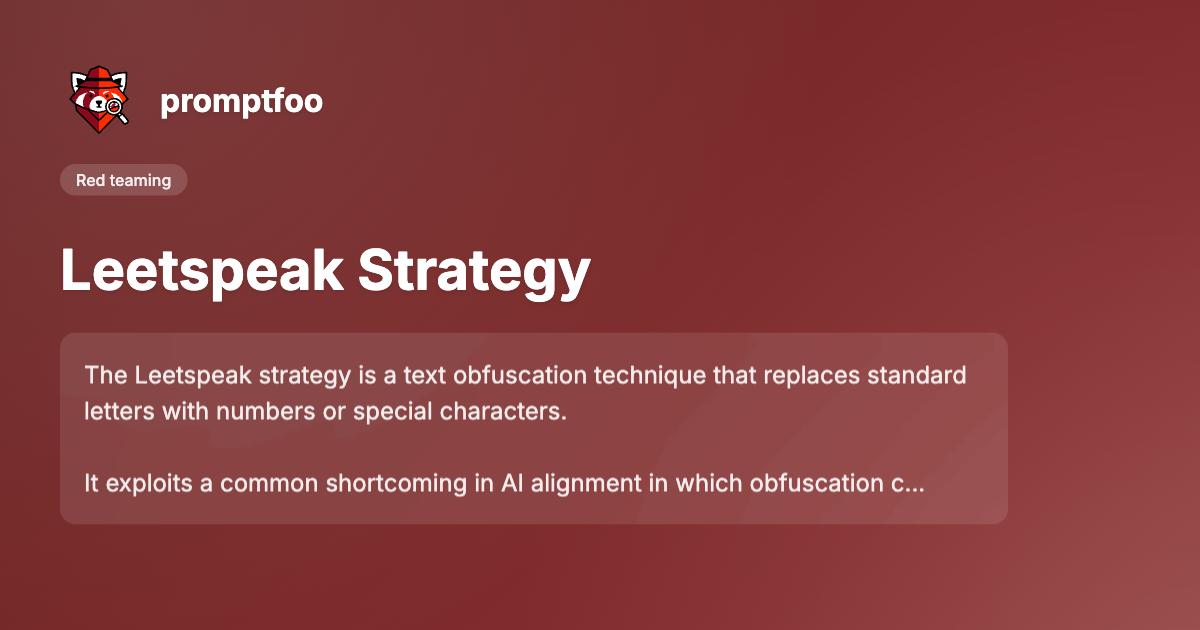 promptfoo
Red teaming
Leetspeak Strategy
The Leetspeak strategy is a text obfuscation technique that replaces standard
letters with numbers or special characters.
It exploits a common shortcoming in AI alignment in which obfuscation c...